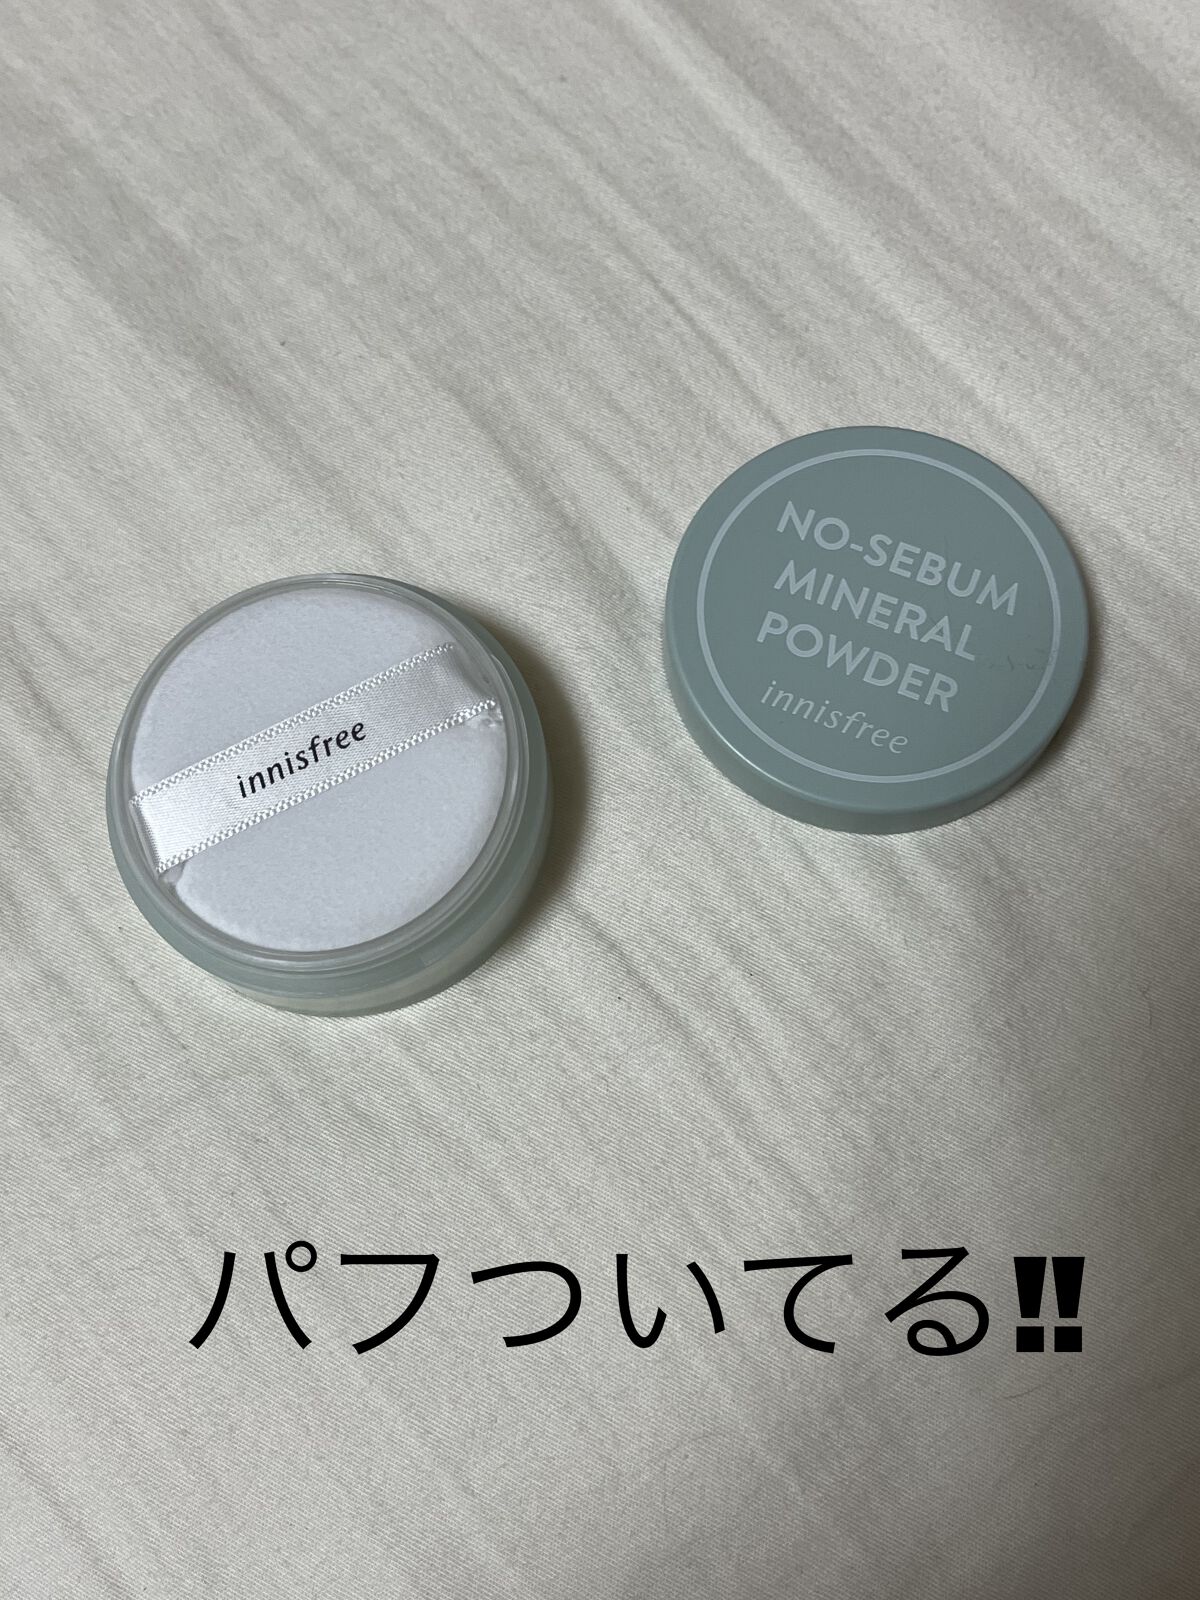 NO-SEBUM
MINERAL
POWDER
innisfree
innisfree
パフついてる‼